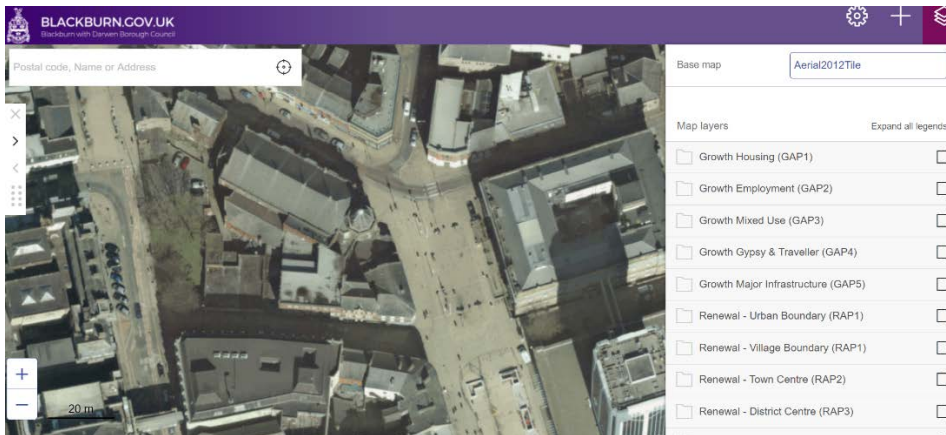 BLACKBURN.GOV.UK
Blackburn with Darwen Borough Council
Postal code, Name or Address
20 m
Base map
Aerial2012Tile
Map layers
Expand all legends
Growth Housing (GAP1)
Growth Employment (GAP2)
Growth Mixed Use (GAP3)
Growth Gypsy & Traveller (GAP4)
Growth Major Infrastructure (GAP5)
Renewal - Urban Boundary (RAP1)
Renewal - Village Boundary (RAP1)
Renewal - Town Centre (RAP2)
Renewal - District Centre (RAP3)